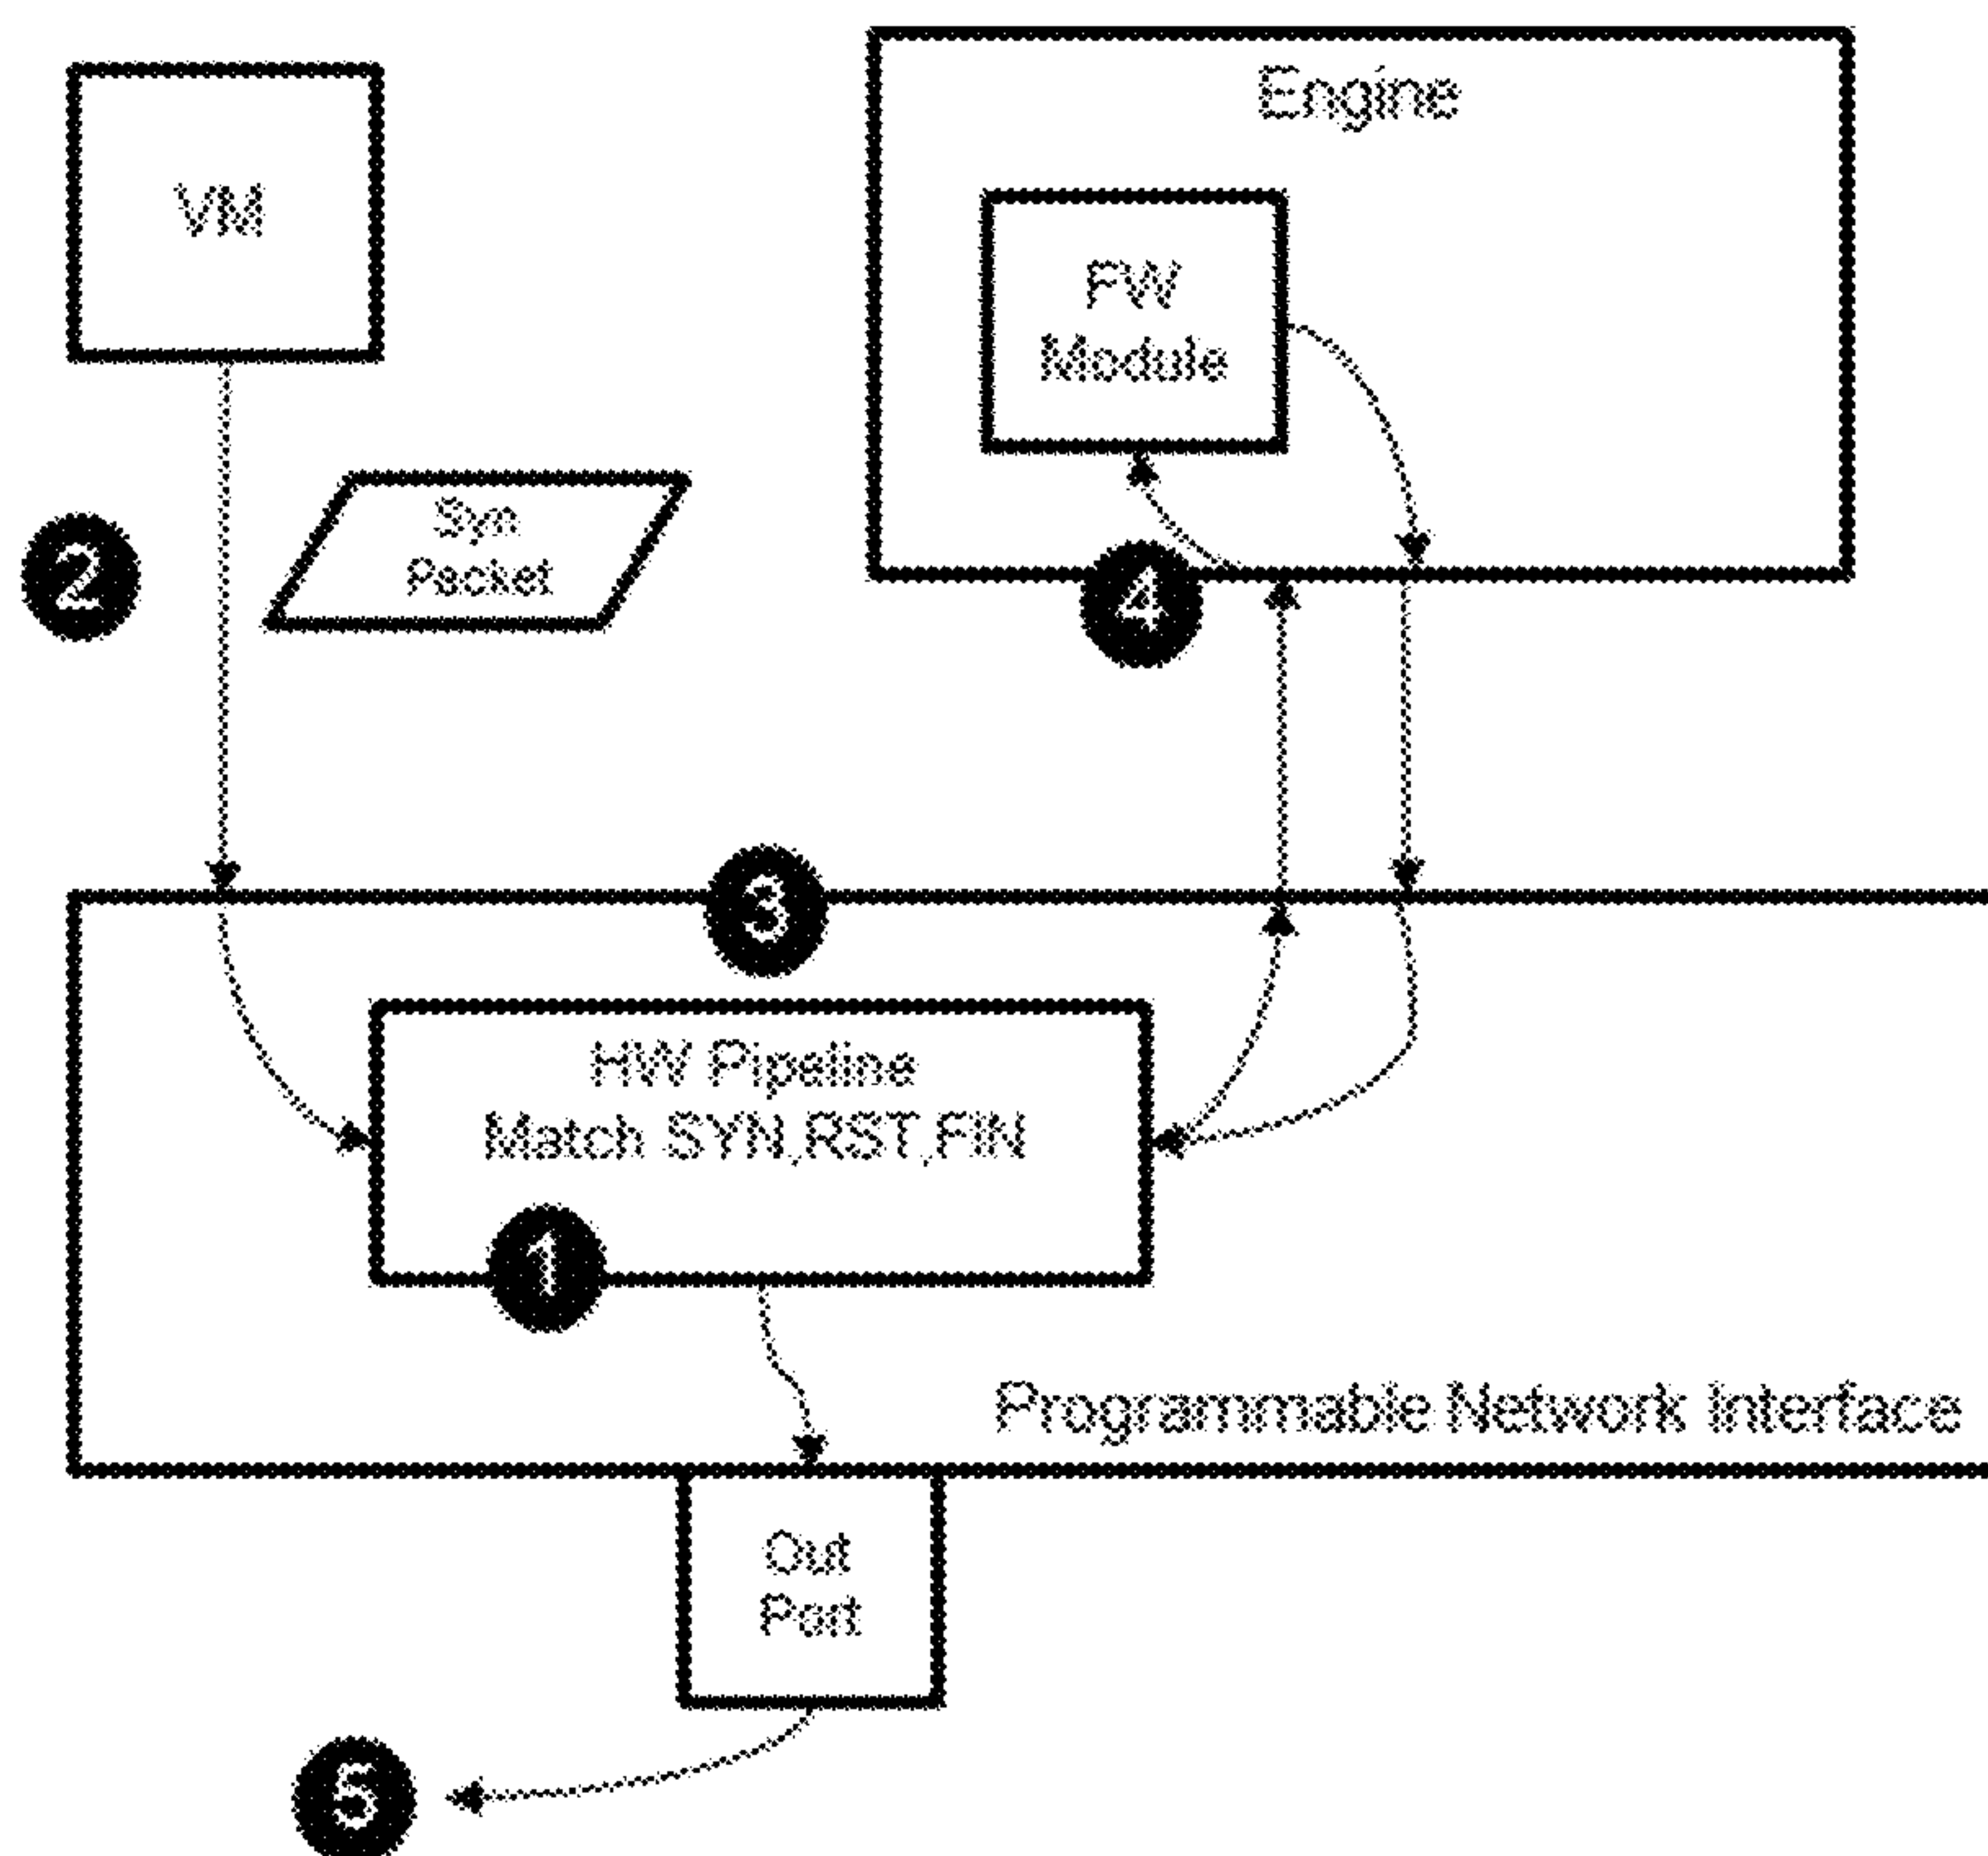 Engine
VM
FW
Module
Syn
Packet
2
4
3
HW Pipeline
Match SYN,RST,FIN
1
Programmable Network Interface
Out
Port
5